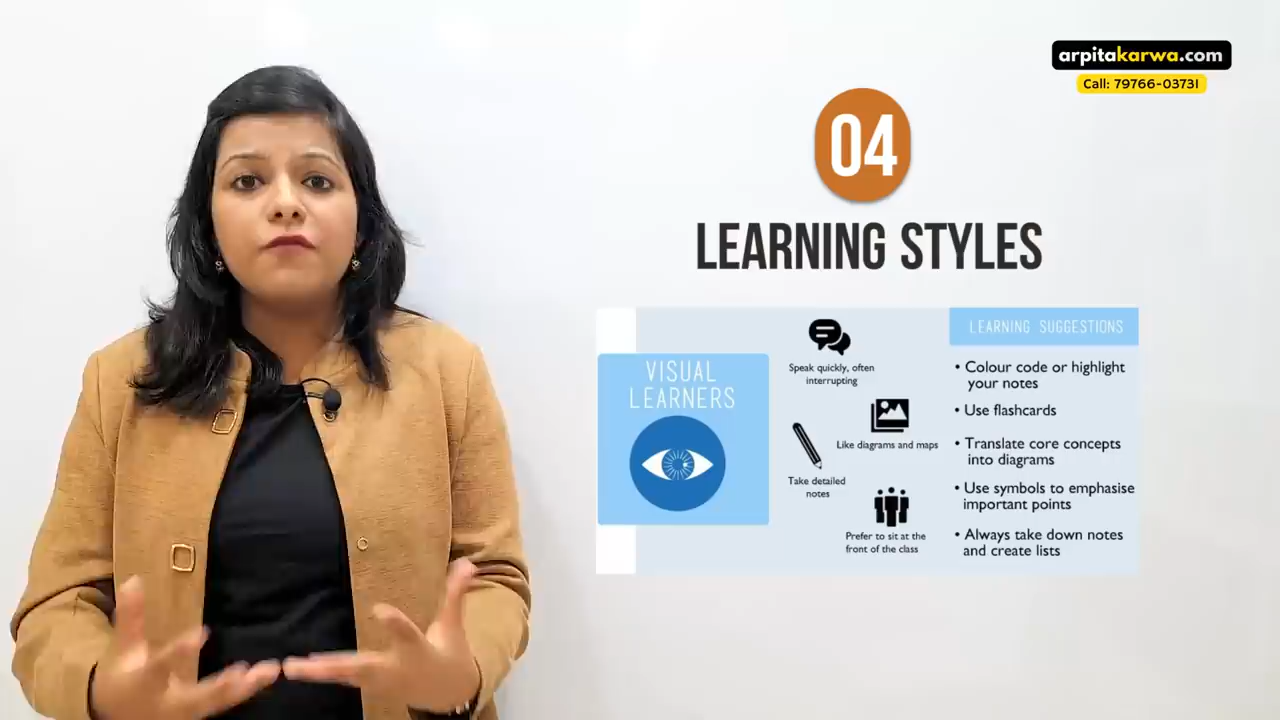 arpitakarwa.com
Call: 79766-03731
04
LEARNING STYLES
VISUAL
LEARNERS
Speak quickly, often
interrupting
Like diagrams and maps
Take detailed
notes
Prefer to sit at the
front of the class
LEARNING SUGGESTIONS
• Colour code or highlight
your notes
• Use flashcards
• Translate core concepts
into diagrams
• Use symbols to emphasise
important points
• Always take down notes
and create lists